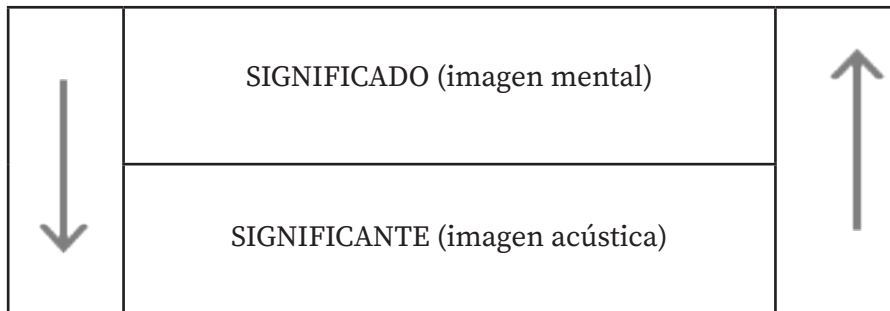 SIGNIFICADO (imagen mental)
SIGNIFICANTE (imagen acústica)